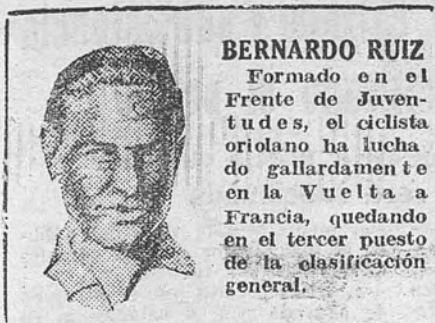 BERNARDO RUIZ
Formado en el
Frente de Juven-
tudes, el ciclista
oriolano ha lucha
do gallardamente
en la Vuelta a
Francia, quedando
en el tercer puesto
de la clasificación
general.